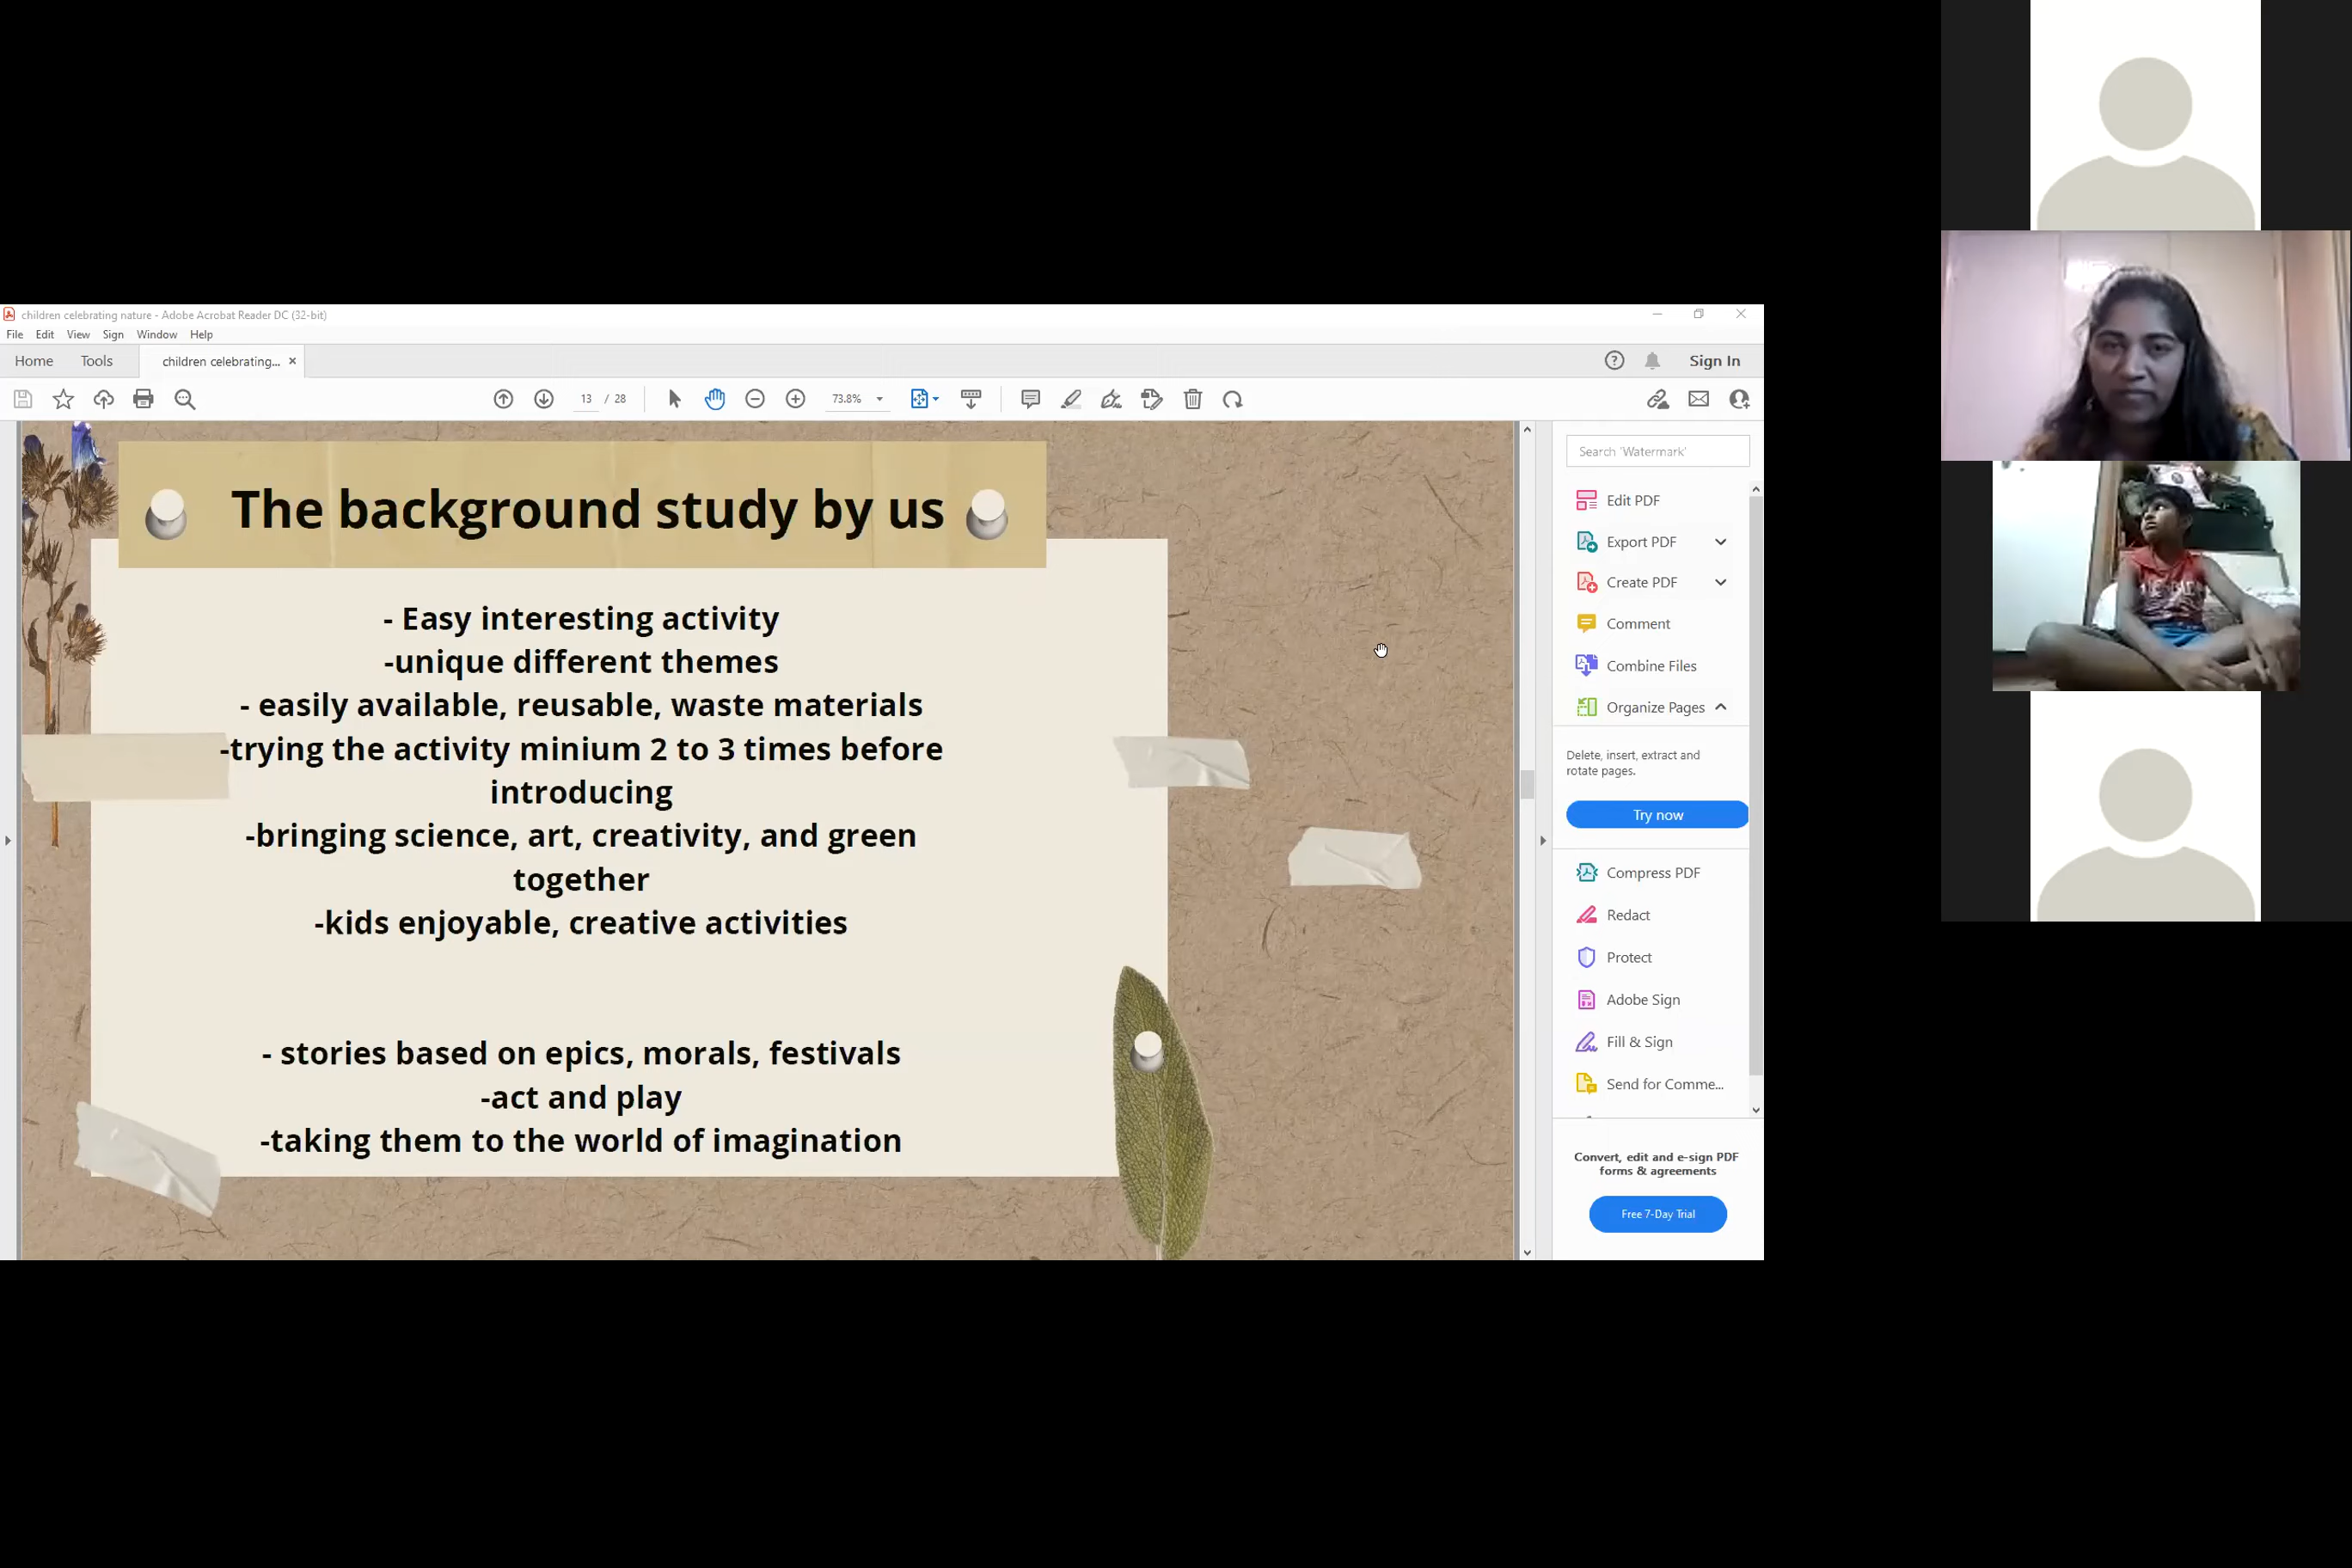 children celebrating nature - Adobe Acrobat Reader DC (32-bit)
File Edit View Sign Window Help
Home Tools children celebrating... × Sign In
13 / 28 73.8%
The background study by us
- Easy interesting activity
-unique different themes
- easily available, reusable, waste materials
-trying the activity minium 2 to 3 times before
introducing
-bringing science, art, creativity, and green
together
-kids enjoyable, creative activities
- stories based on epics, morals, festivals
-act and play
-taking them to the world of imagination
Search 'Watermark'
Edit PDF
Export PDF
Create PDF
Comment
Combine Files
Organize Pages
Delete, insert, extract and
rotate pages.
Try now
Compress PDF
Redact
Protect
Adobe Sign
Fill & Sign
Send for Comme...
Convert, edit and e-sign PDF
forms & agreements
Free 7-Day Trial